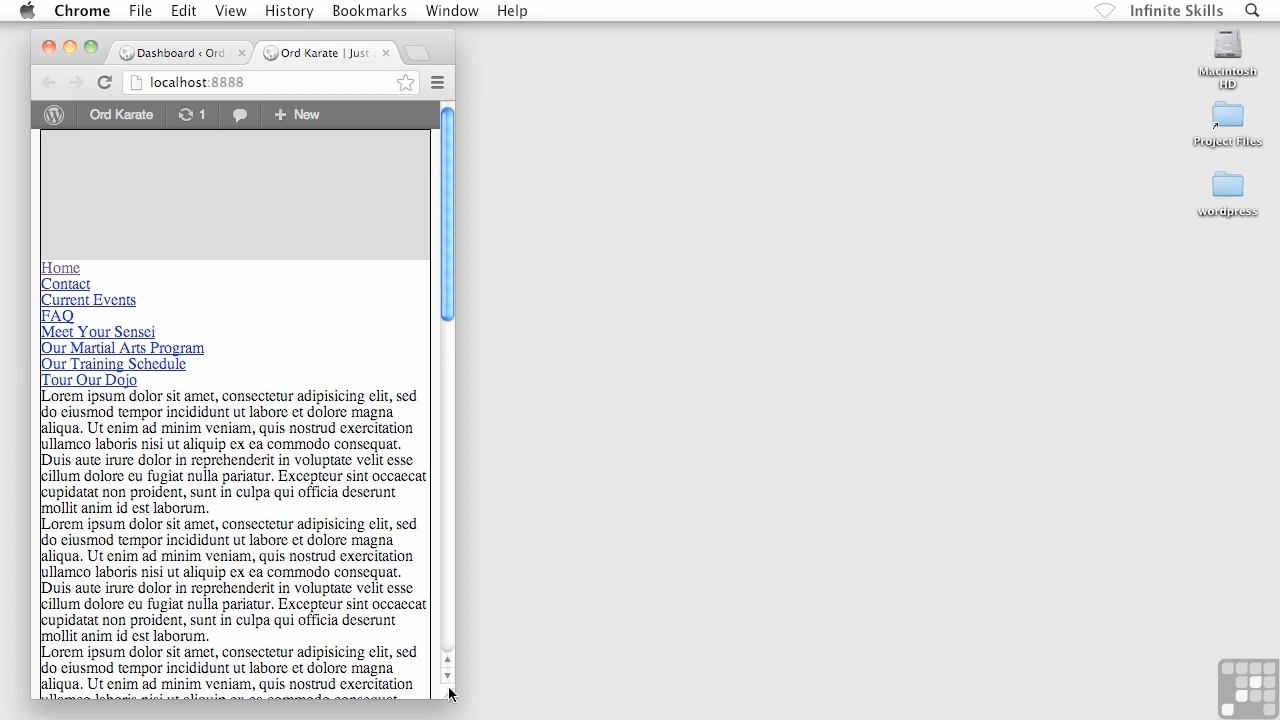 Chrome File Edit View History Bookmarks Window Help Infinite Skills
Dashboard ‹ Ord Ord Karate | Just
localhost:8888
Ord Karate 1 + New
Macintosh HD
Project Files
wordpress
Home
Contact
Current Events
FAQ
Meet Your Sensei
Our Martial Arts Program
Our Training Schedule
Tour Our Dojo
Lorem ipsum dolor sit amet, consectetur adipisicing elit, sed
do eiusmod tempor incididunt ut labore et dolore magna
aliqua. Ut enim ad minim veniam, quis nostrud exercitation
ullamco laboris nisi ut aliquip ex ea commodo consequat.
Duis aute irure dolor in reprehenderit in voluptate velit esse
cillum dolore eu fugiat nulla pariatur. Excepteur sint occaecat
cupidatat non proident, sunt in culpa qui officia deserunt
mollit anim id est laborum.
Lorem ipsum dolor sit amet, consectetur adipisicing elit, sed
do eiusmod tempor incididunt ut labore et dolore magna
aliqua. Ut enim ad minim veniam, quis nostrud exercitation
ullamco laboris nisi ut aliquip ex ea commodo consequat.
Duis aute irure dolor in reprehenderit in voluptate velit esse
cillum dolore eu fugiat nulla pariatur. Excepteur sint occaecat
cupidatat non proident, sunt in culpa qui officia deserunt
mollit anim id est laborum.
Lorem ipsum dolor sit amet, consectetur adipisicing elit, sed
do eiusmod tempor incididunt ut labore et dolore magna
aliqua. Ut enim ad minim veniam, quis nostrud exercitation
ullamco laboris nisi ut aliquip ex ea commodo consequat.